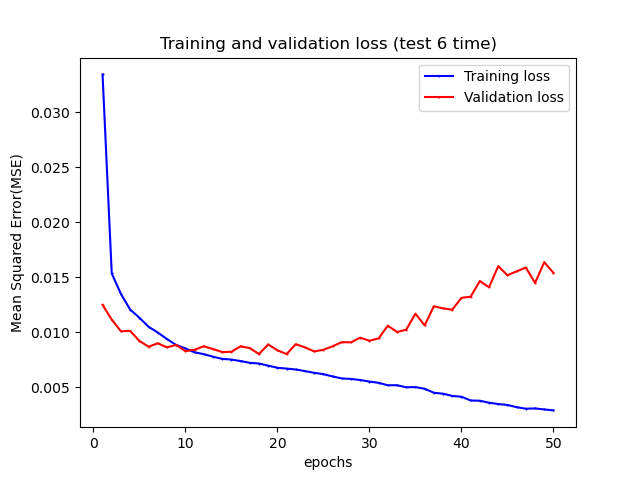 Training and validation loss (test 6 time)
Training loss
Validation loss
Mean Squared Error(MSE)
0.030
0.025
0.020
0.015
0.010
0.005
0
10
20
30
40
50
epochs